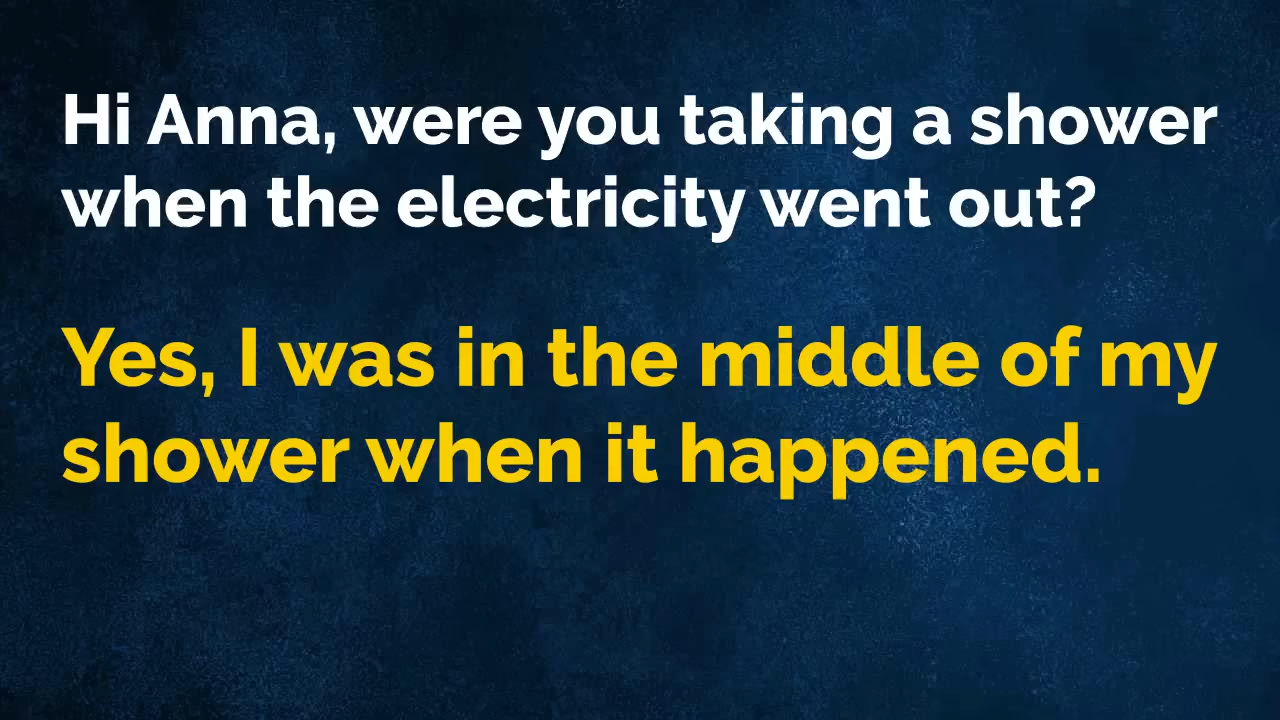 Hi Anna, were you taking a shower
when the electricity went out?
Yes, I was in the middle of my
shower when it happened.